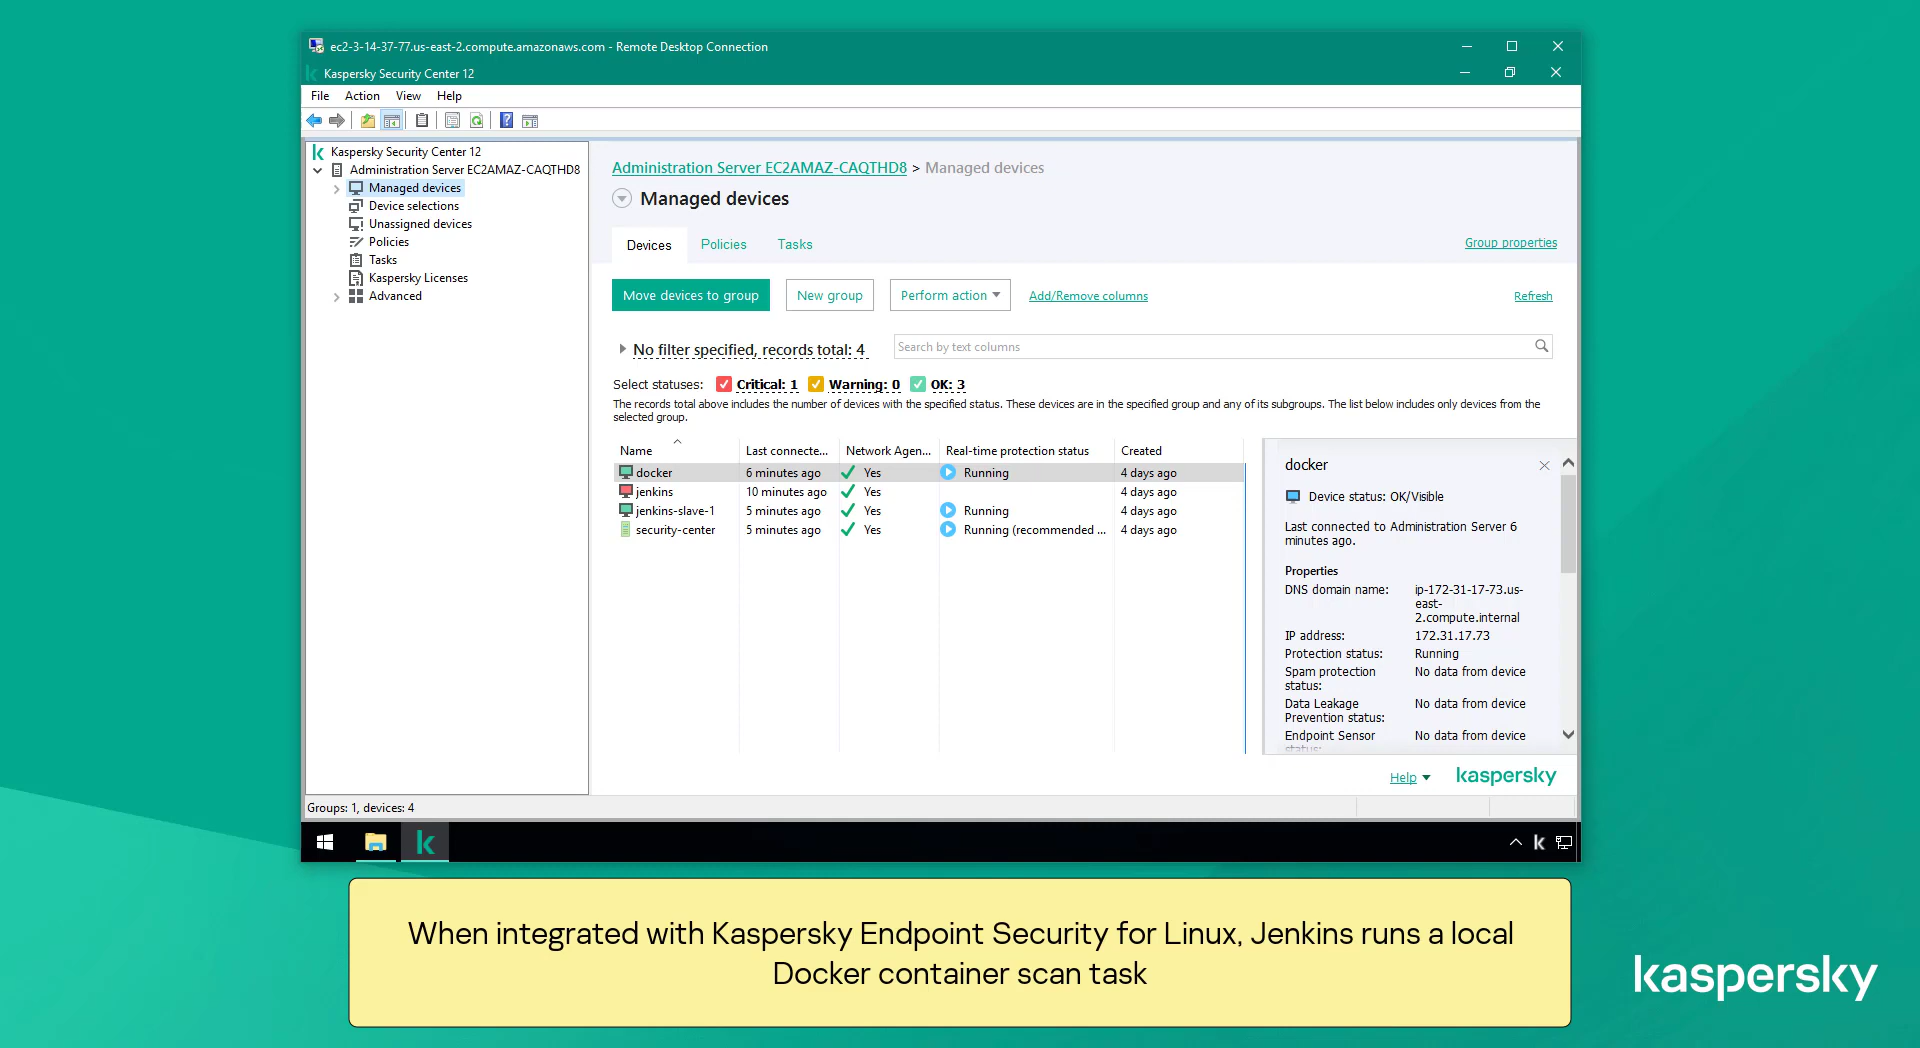 ec2-3-14-37-77.us-east-2.compute.amazonaws.com - Remote Desktop Connection
Kaspersky Security Center 12
File Action View Help
Kaspersky Security Center 12
Administration Server EC2AMAZ-CAQTHD8
Managed devices
Device selections
Unassigned devices
Policies
Tasks
Kaspersky Licenses
Advanced
Administration Server EC2AMAZ-CAQTHD8 > Managed devices
Managed devices
Devices Policies Tasks
Group properties
Move devices to group New group Perform action Add/Remove columns Refresh
No filter specified, records total: 4
Search by text columns
Select statuses: Critical: 1 Warning: 0 OK: 3
The records total above includes the number of devices with the specified status. These devices are in the specified group and any of its subgroups. The list below includes only devices from the
selected group.
Name Last connecte... Network Agen... Real-time protection status Created
docker 6 minutes ago Yes Running 4 days ago
jenkins 10 minutes ago Yes 4 days ago
jenkins-slave-1 5 minutes ago Yes Running 4 days ago
security-center 5 minutes ago Yes Running (recommended ... 4 days ago
docker
Device status: OK/Visible
Last connected to Administration Server 6
minutes ago.
Properties
DNS domain name: ip-172-31-17-73.us-
east-
2.compute.internal
IP address: 172.31.17.73
Protection status: Running
Spam protection No data from device
status:
Data Leakage No data from device
Prevention status:
Endpoint Sensor No data from device
status:
Help kaspersky
Groups: 1, devices: 4
When integrated with Kaspersky Endpoint Security for Linux, Jenkins runs a local
Docker container scan task
kaspersky